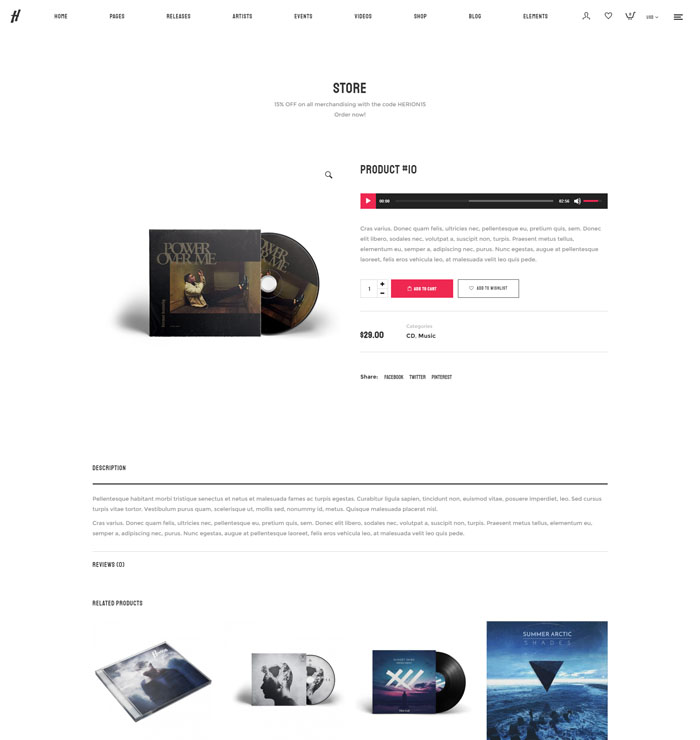 H
HOME PAGES RELEASES ARTISTS EVENTS VIDEOS SHOP BLOG ELEMENTS USD
STORE
15% OFF on all merchandising with the code HERION15
Order now!
PRODUCT #10
00:00 02:56
POWER
OVER ME
Cras varius. Donec quam felis, ultricies nec, pellentesque eu, pretium quis, sem. Donec
elit libero, sodales nec, volutpat a, suscipit non, turpis. Praesent metus tellus,
elementum eu, semper a, adipiscing nec, purus. Nunc egestas, augue at pellentesque
laoreet, felis eros vehicula leo, at malesuada velit leo quis pede.
1 + − ADD TO CART ADD TO WISHLIST
$29.00
Categories
CD, Music
Share: FACEBOOK TWITTER PINTEREST
DESCRIPTION
Pellentesque habitant morbi tristique senectus et netus et malesuada fames ac turpis egestas. Curabitur ligula sapien, tincidunt non, euismod vitae, posuere imperdiet, leo. Sed cursus
turpis vitae tortor. Vestibulum purus quam, scelerisque ut, mollis sed, nonummy id, metus. Quisque malesuada placerat nisl.
Cras varius. Donec quam felis, ultricies nec, pellentesque eu, pretium quis, sem. Donec elit libero, sodales nec, volutpat a, suscipit non, turpis. Praesent metus tellus, elementum eu,
semper a, adipiscing nec, purus. Nunc egestas, augue at pellentesque laoreet, felis eros vehicula leo, at malesuada velit leo quis pede.
REVIEWS (0)
RELATED PRODUCTS
SUMMER ARCTIC
SHADES